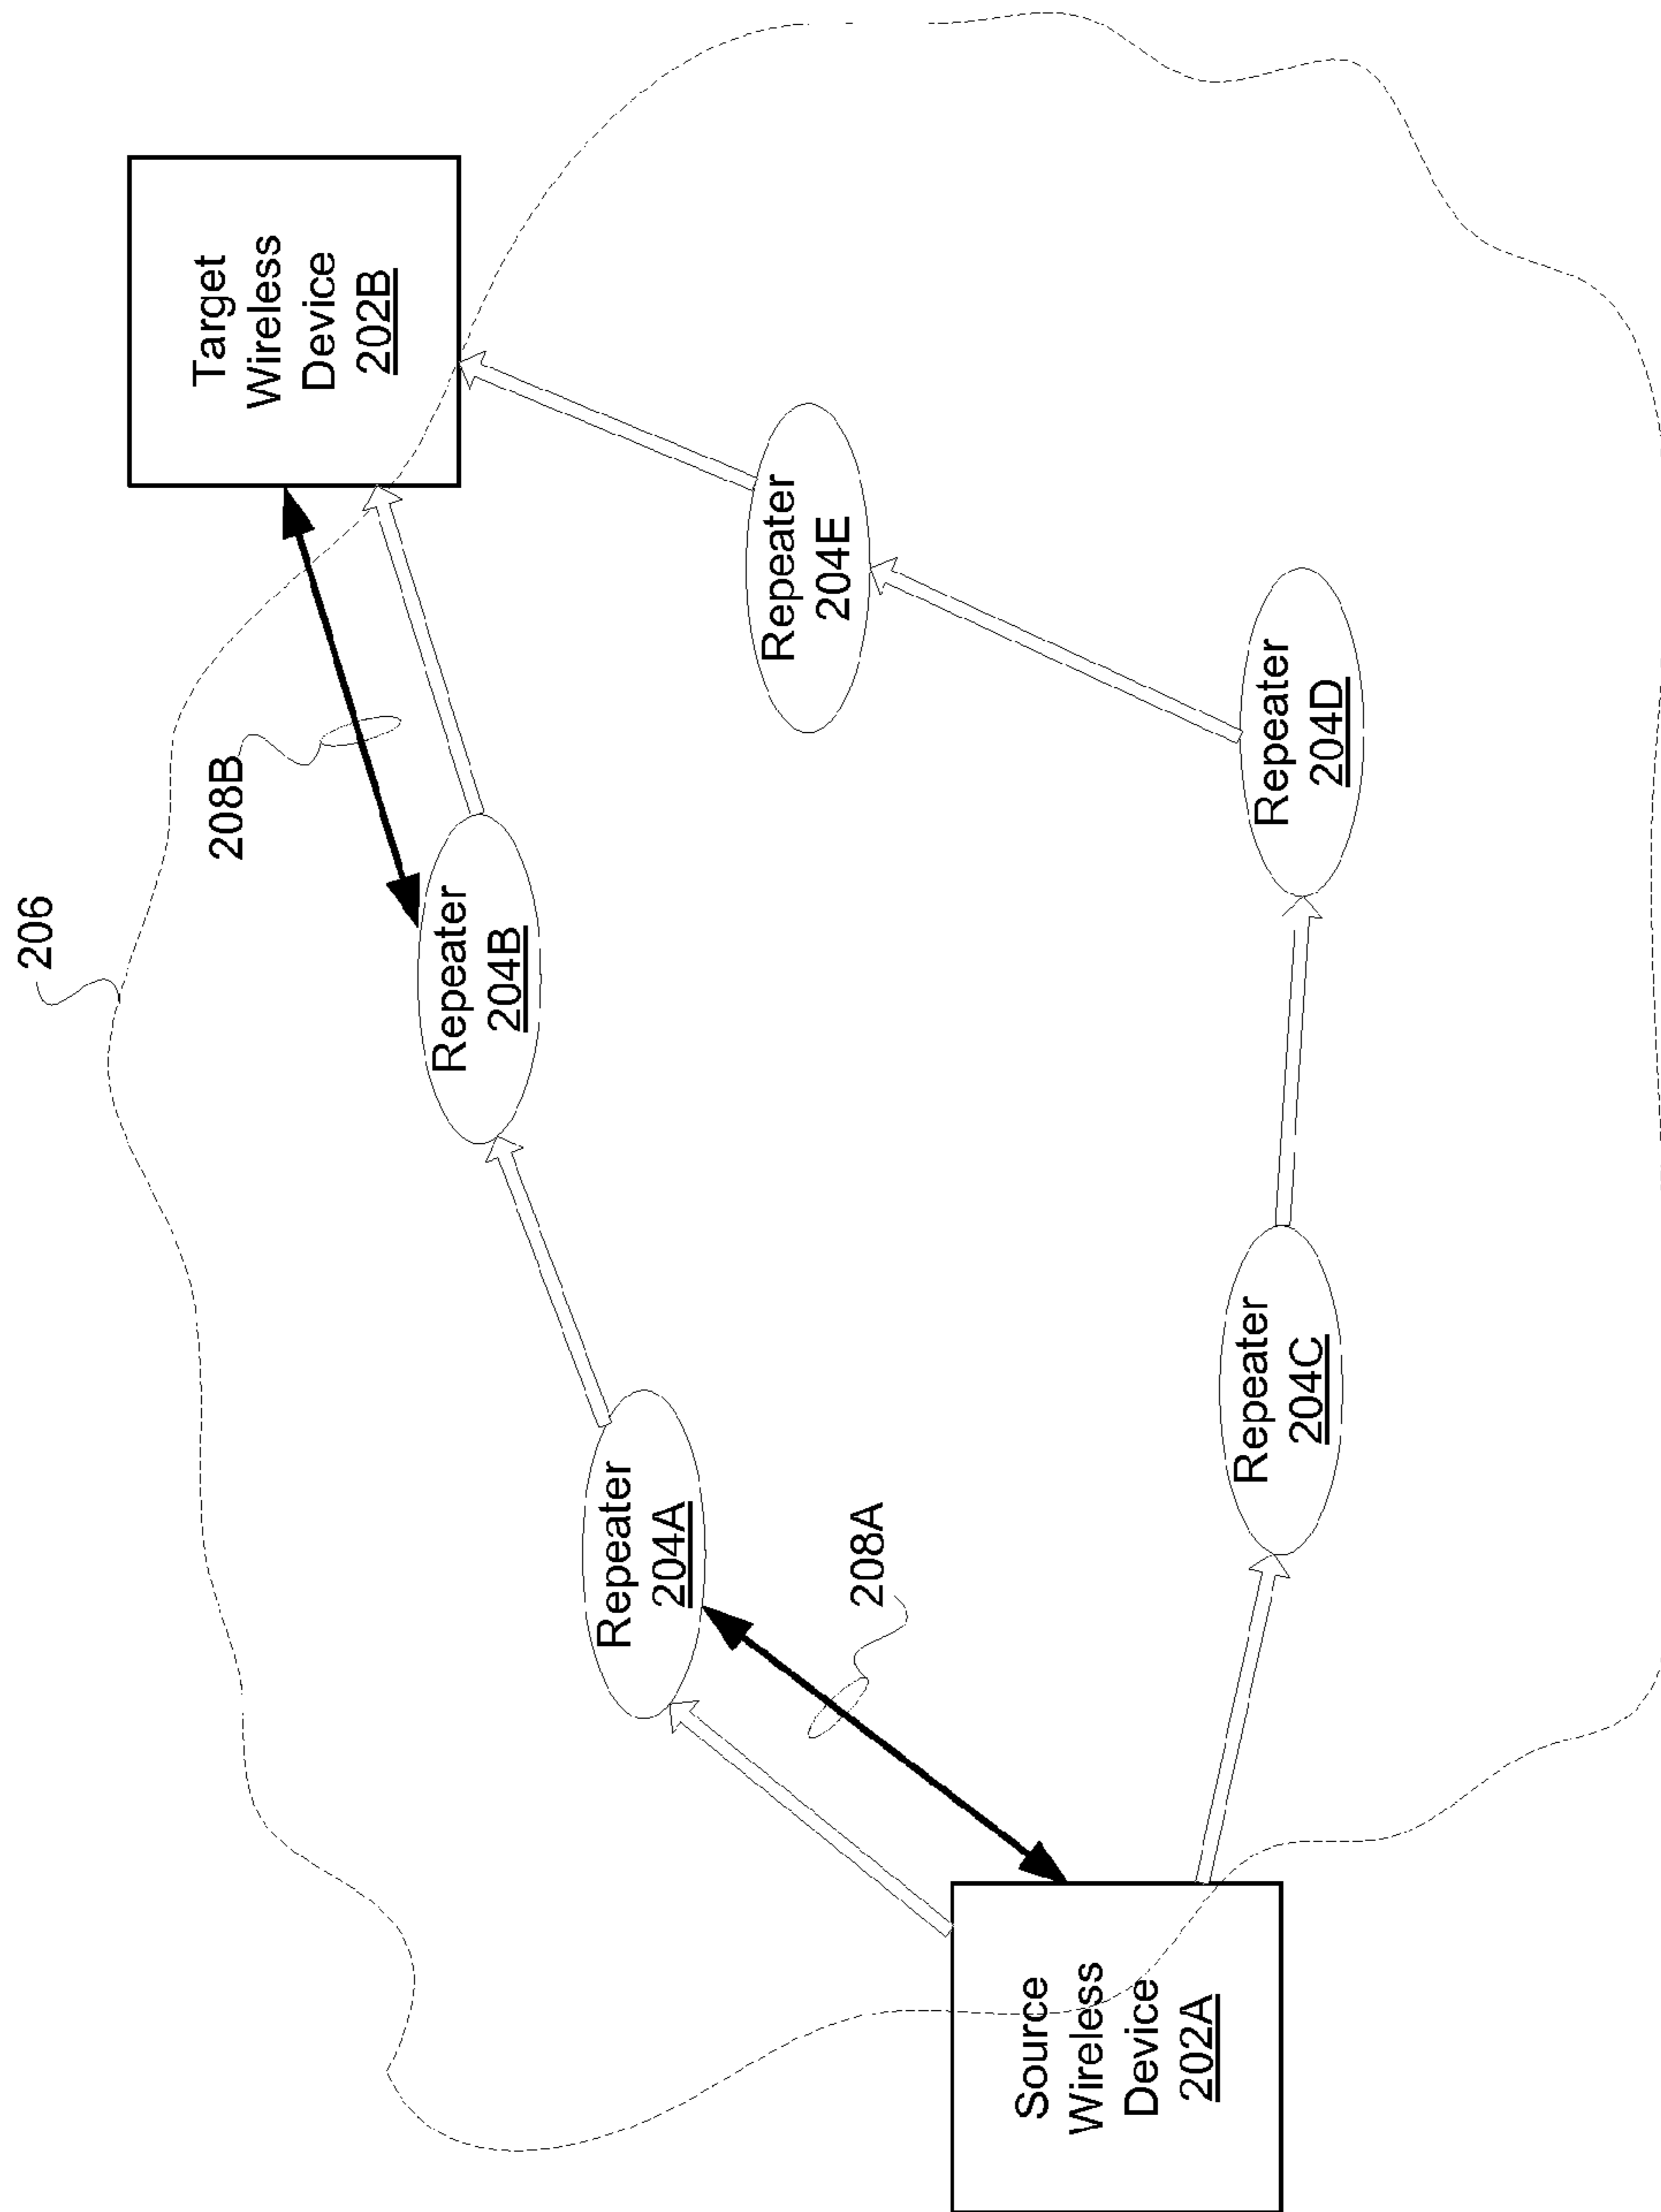 206
208B
Target
Wireless
Device
202B
Repeater
204B
Repeater
204A
Repeater
204E
208A
Repeater
204D
Source
Wireless
Device
202A
Repeater
204C